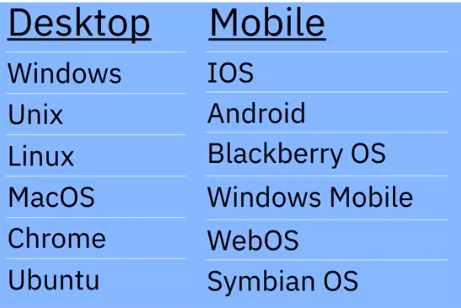 Desktop Mobile
Windows IOS
Unix Android
Linux Blackberry OS
MacOS Windows Mobile
Chrome WebOS
Ubuntu Symbian OS